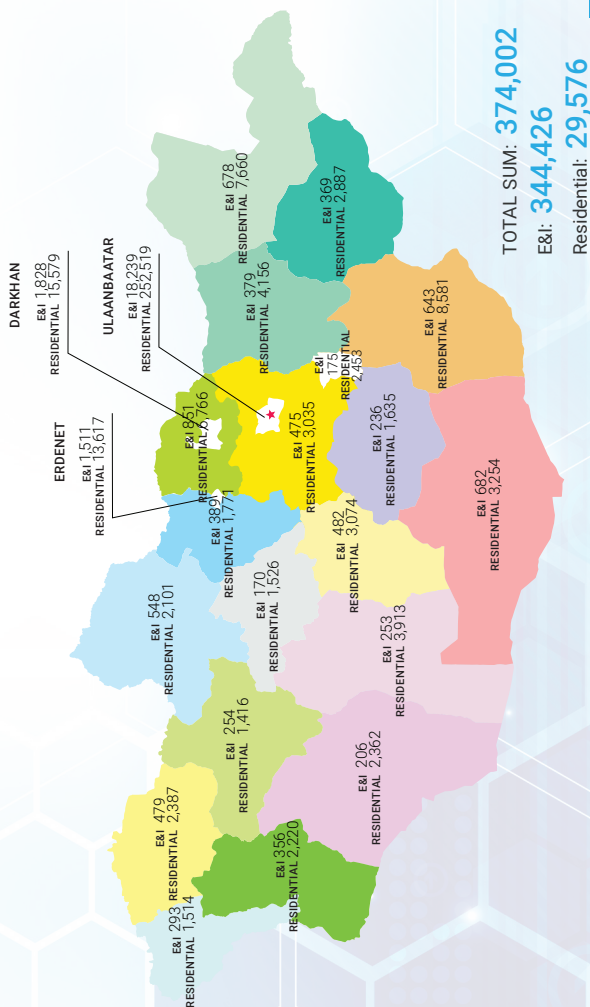 DARKHAN
E&I 1,828
RESIDENTIAL 15,579
ERDENET
E&I 1,511
RESIDENTIAL 13,617
ULAANBAATAR
E&I 18,239
RESIDENTIAL 252,519
E&I 293
RESIDENTIAL 1,514
E&I 479
RESIDENTIAL 2,387
E&I 548
RESIDENTIAL 2,101
E&I 851
RESIDENTIAL 5,766
E&I 389
RESIDENTIAL 1,771
E&I 678
RESIDENTIAL 7,660
E&I 254
RESIDENTIAL 1,416
E&I 170
RESIDENTIAL 1,526
E&I 379
RESIDENTIAL 4,156
E&I 356
RESIDENTIAL 2,220
E&I 475
RESIDENTIAL 3,035
E&I
175
RESIDENTIAL
2,453
E&I 369
RESIDENTIAL 2,887
E&I 482
RESIDENTIAL 3,074
E&I 236
RESIDENTIAL 1,635
E&I 206
RESIDENTIAL 2,362
E&I 253
RESIDENTIAL 3,913
E&I 643
RESIDENTIAL 8,581
E&I 682
RESIDENTIAL 3,254
TOTAL SUM: 374,002
E&I: 344,426
Residential: 29,576